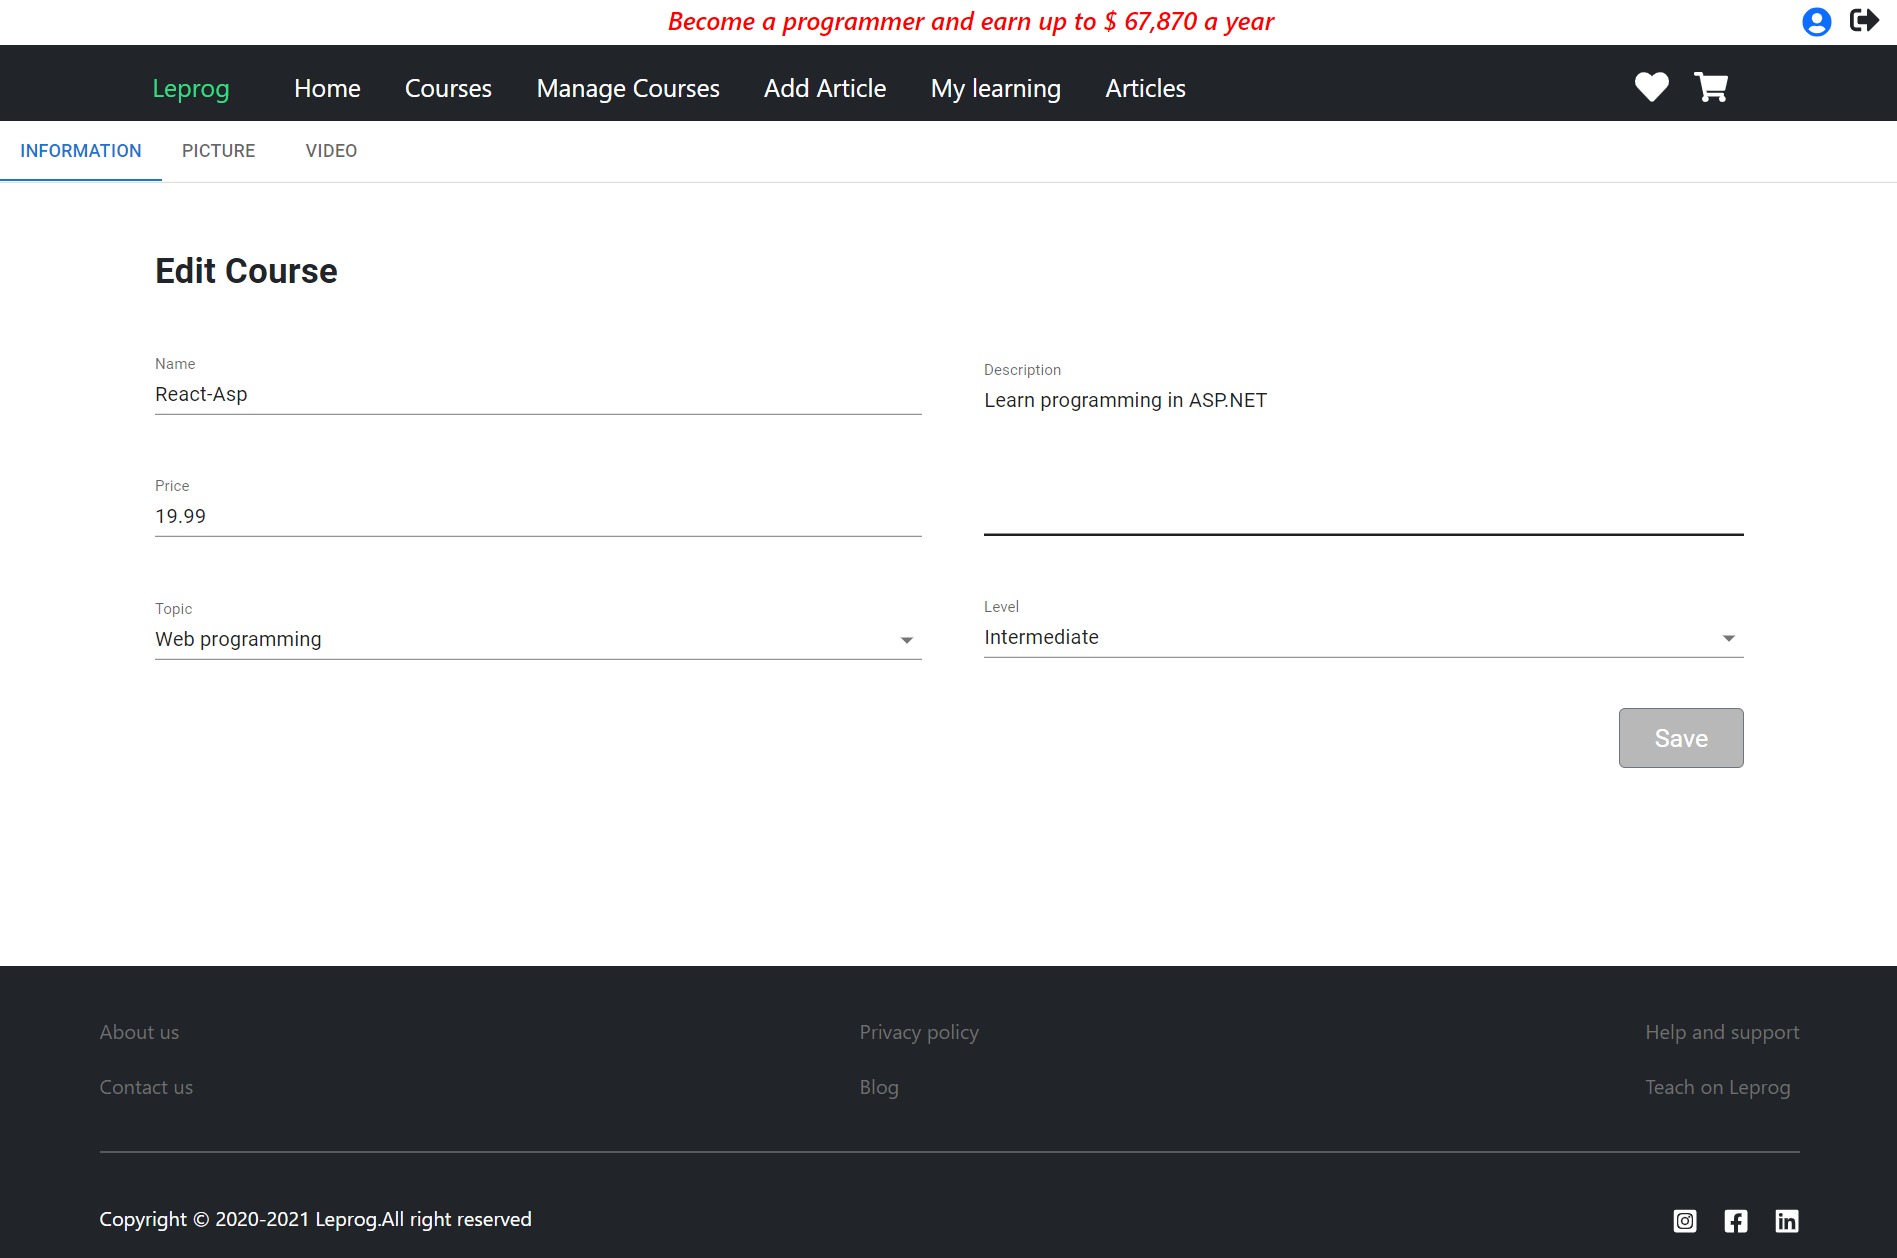 Become a programmer and earn up to $ 67,870 a year
Leprog Home Courses Manage Courses Add Article My learning Articles
INFORMATION PICTURE VIDEO
Edit Course
Name
React-Asp
Description
Learn programming in ASP.NET
Price
19.99
Topic
Web programming
Level
Intermediate
Save
About us Privacy policy Help and support
Contact us Blog Teach on Leprog
Copyright © 2020-2021 Leprog.All right reserved